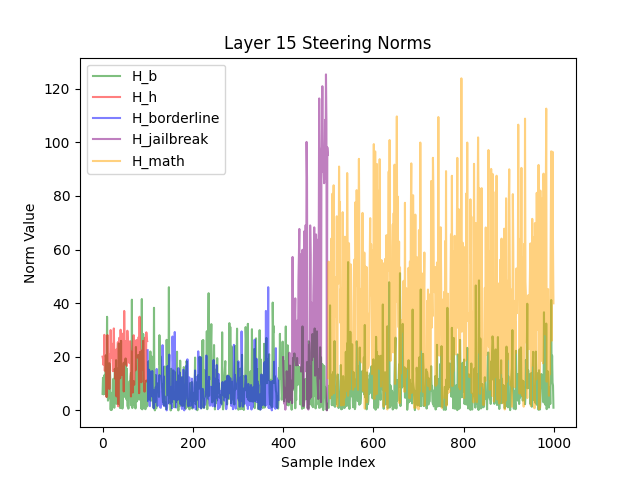 Layer 15 Steering Norms
H_b
H_h
H_borderline
H_jailbreak
H_math
Norm Value
120
100
80
60
40
20
0
0 200 400 600 800 1000
Sample Index